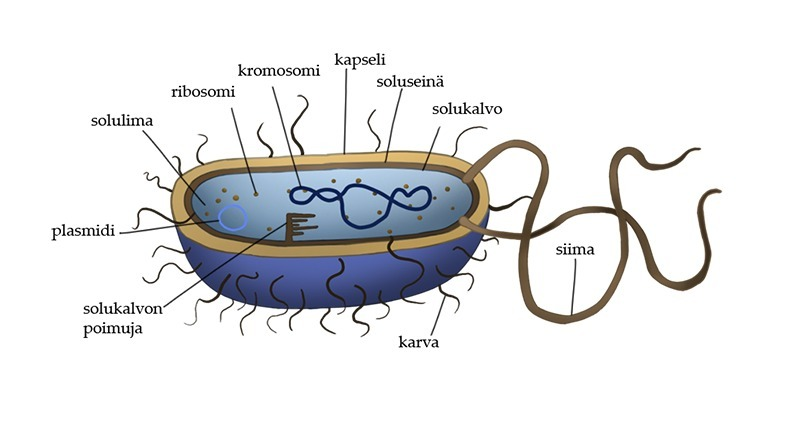 kapseli
kromosomi
soluseinä
ribosomi
solukalvo
solulima
plasmidi
siima
solukalvon
poimuja
karva